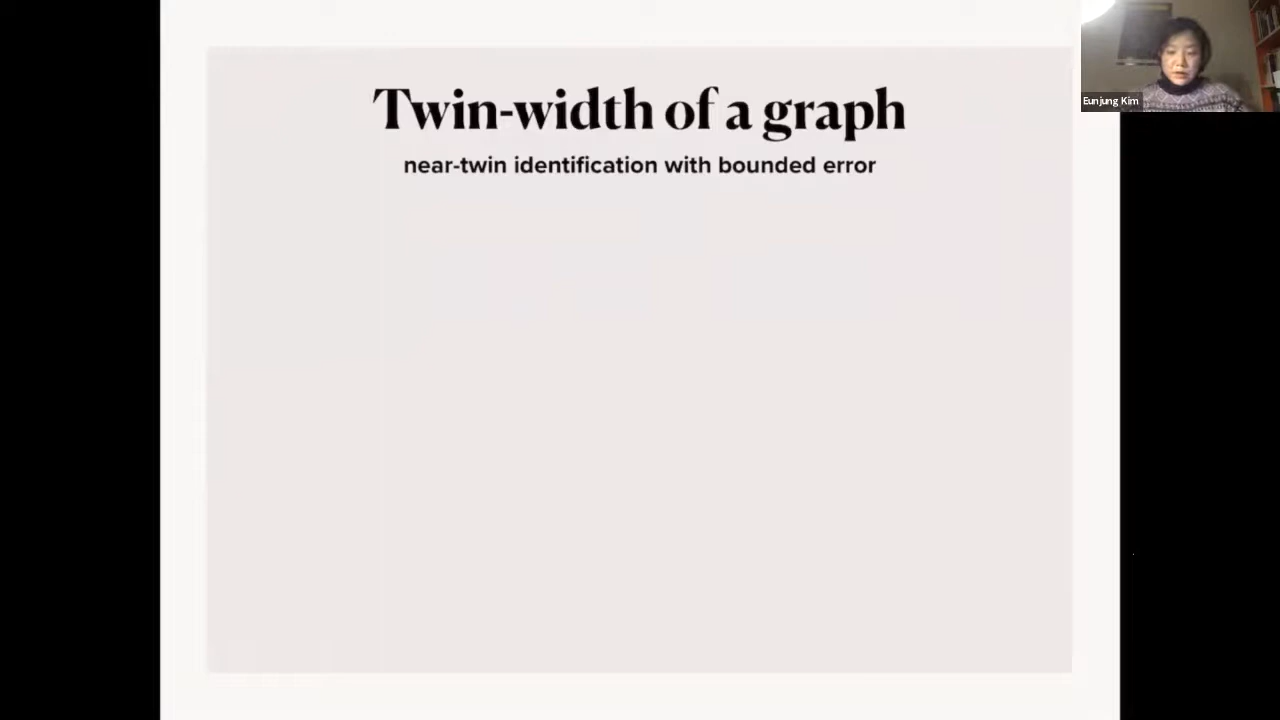 Twin-width of a graph
near-twin identification with bounded error
Eunjung Kim